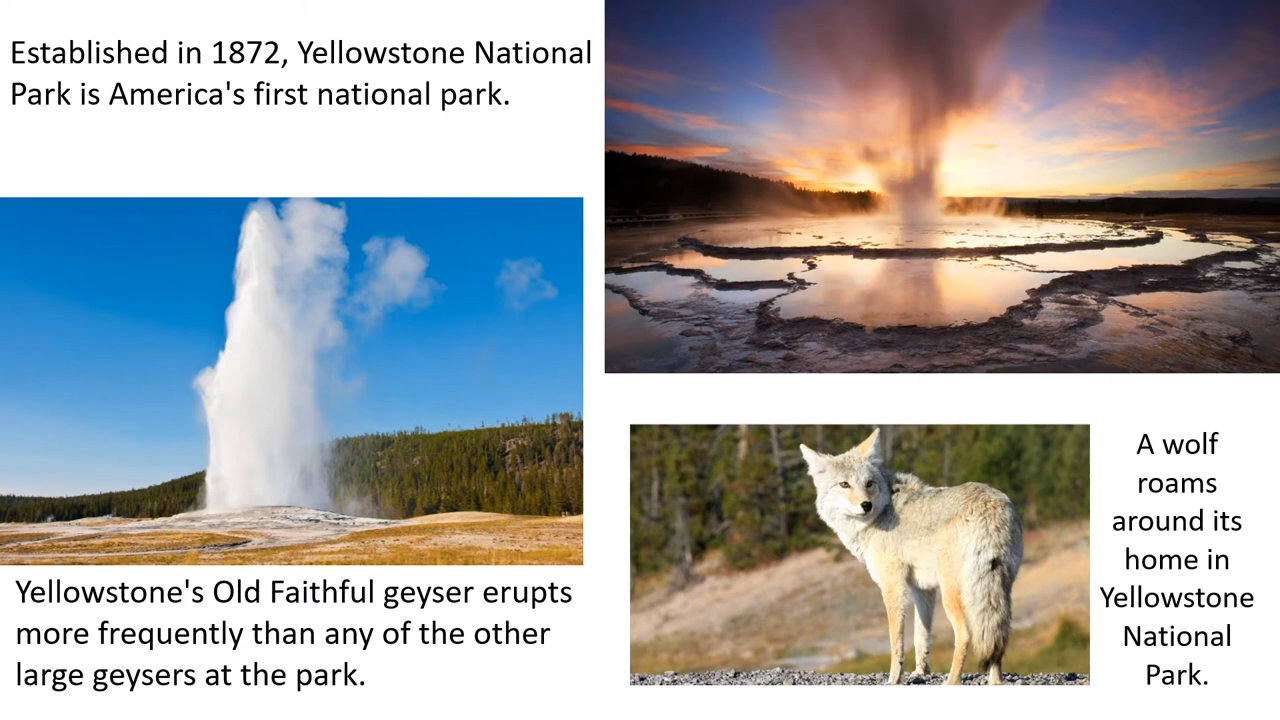 Established in 1872, Yellowstone National
Park is America's first national park.
Yellowstone's Old Faithful geyser erupts
more frequently than any of the other
large geysers at the park.
A wolf
roams
around its
home in
Yellowstone
National
Park.